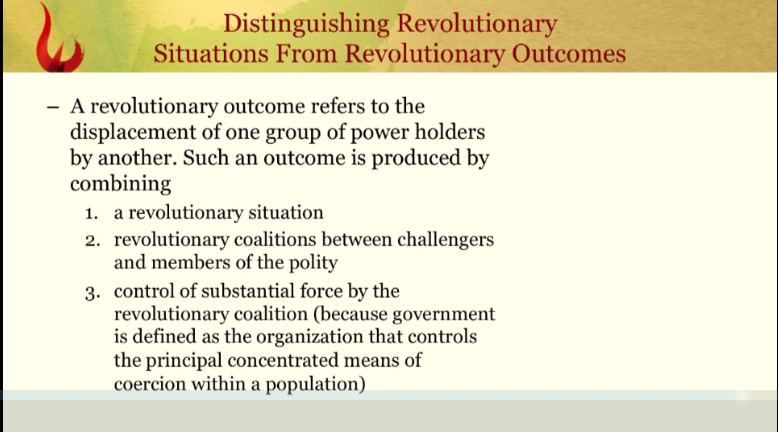 Distinguishing Revolutionary
Situations From Revolutionary Outcomes
– A revolutionary outcome refers to the
displacement of one group of power holders
by another. Such an outcome is produced by
combining
1. a revolutionary situation
2. revolutionary coalitions between challengers
and members of the polity
3. control of substantial force by the
revolutionary coalition (because government
is defined as the organization that controls
the principal concentrated means of
coercion within a population)